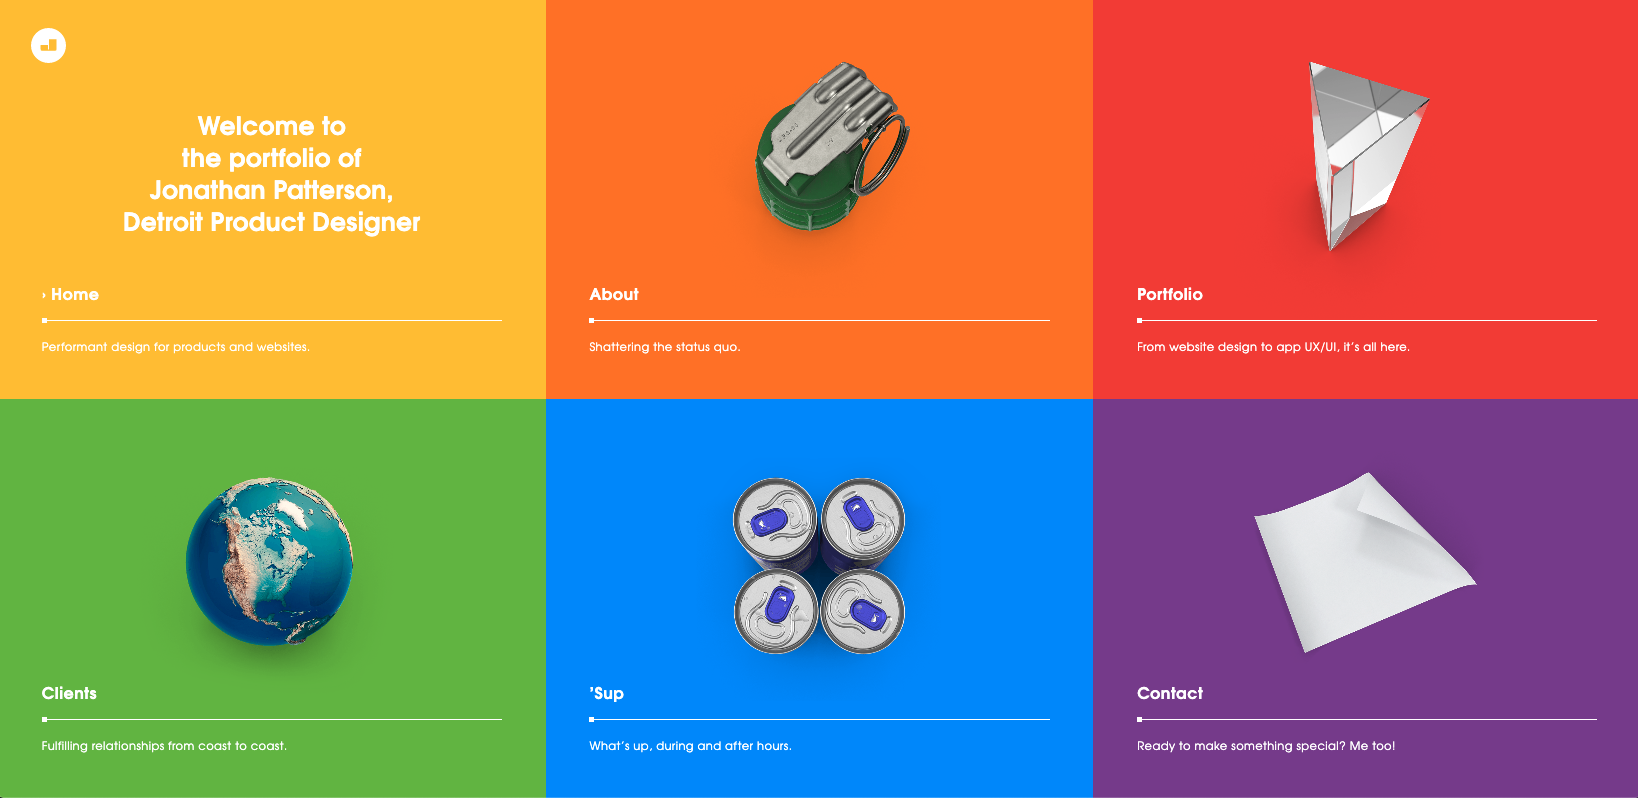 Welcome to
the portfolio of
Jonathan Patterson,
Detroit Product Designer
› Home
Performant design for products and websites.
About
Shattering the status quo.
Portfolio
From website design to app UX/UI, it’s all here.
Clients
Fulfilling relationships from coast to coast.
’Sup
What’s up, during and after hours.
Contact
Ready to make something special? Me too!